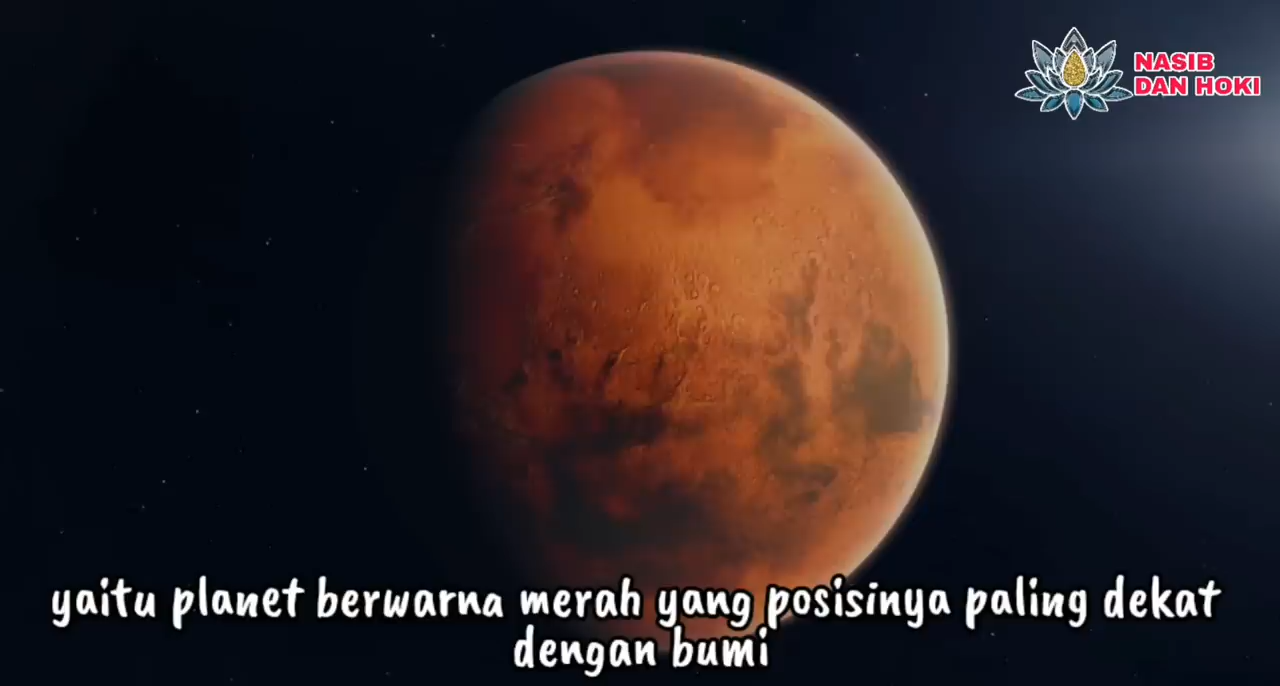 NASIB
DAN HOKI
yaitu planet berwarna merah yang posisinya paling dekat
dengan bumi